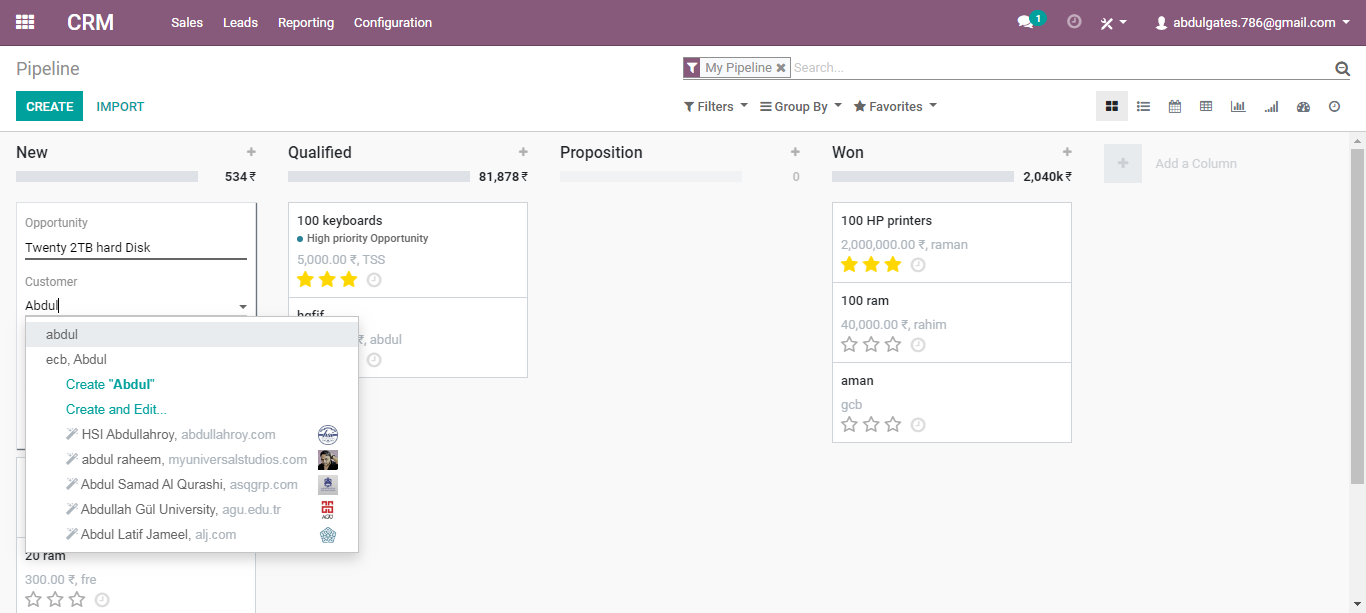 CRM Sales Leads Reporting Configuration 1 abdulgates.786@gmail.com
Pipeline
My Pipeline Search...
CREATE IMPORT
Filters Group By Favorites
New
534 ₹
Opportunity
Twenty 2TB hard Disk
Customer
Abdul
abdul
ecb, Abdul
Create "Abdul"
Create and Edit...
HSI Abdullahroy, abdullahroy.com
abdul raheem, myuniversalstudios.com
Abdul Samad Al Qurashi, asqgrp.com
Abdullah Gül University, agu.edu.tr
Abdul Latif Jameel, alj.com
20 ram
300.00 ₹, fre
Qualified
81,878 ₹
100 keyboards
High priority Opportunity
5,000.00 ₹, TSS
₹, abdul
Proposition
0
Won
2,040k ₹
100 HP printers
2,000,000.00 ₹, raman
100 ram
40,000.00 ₹, rahim
aman
gcb
Add a Column